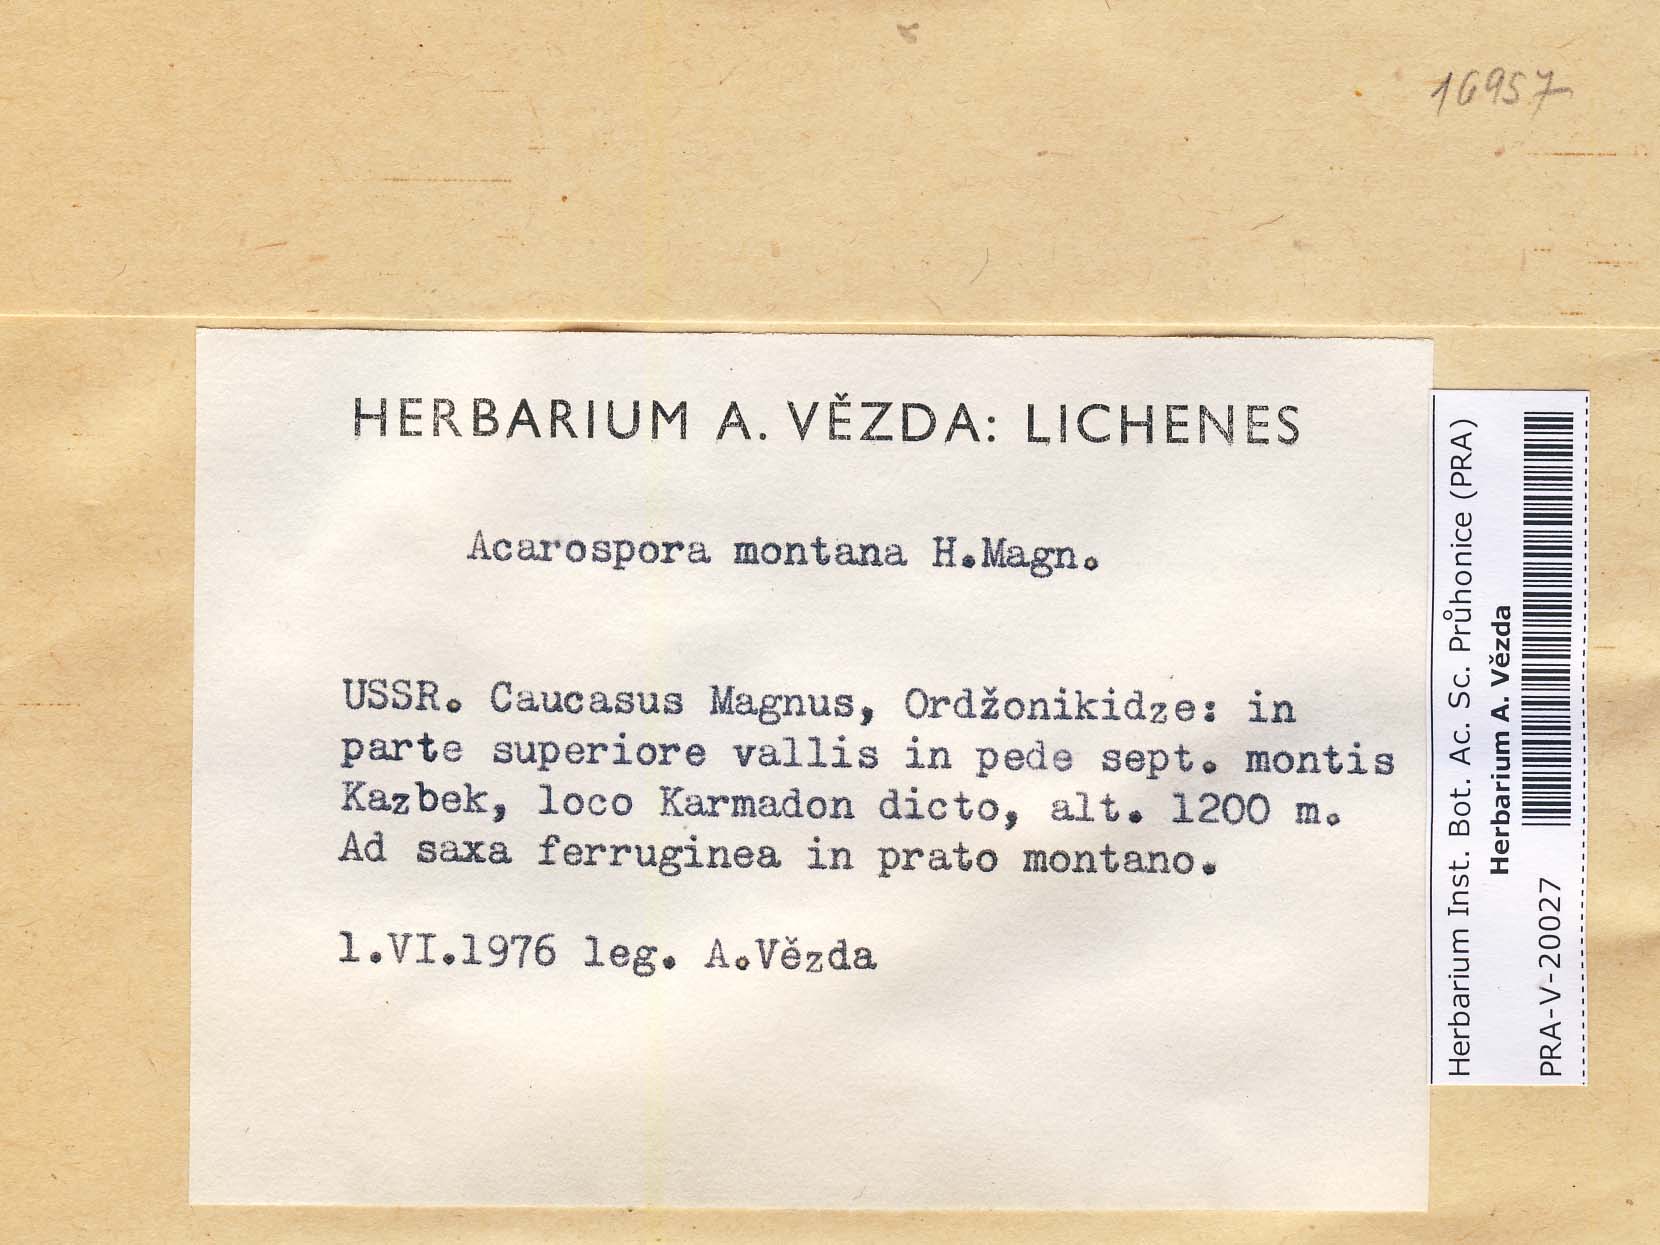 16957
HERBARIUM A. VĚZDA: LICHENES
Acarospora montana H.Magn.
USSR. Caucasus Magnus, Ordžonikidze: in
parte superiore vallis in pede sept. montis
Kazbek, loco Karmadon dicto, alt. 1200 m.
Ad saxa ferruginea in prato montano.
1.VI.1976 leg. A.Vězda
Herbarium Inst. Bot. Ac. Sc. Průhonice (PRA)
Herbarium A. Vězda
PRA-V-20027